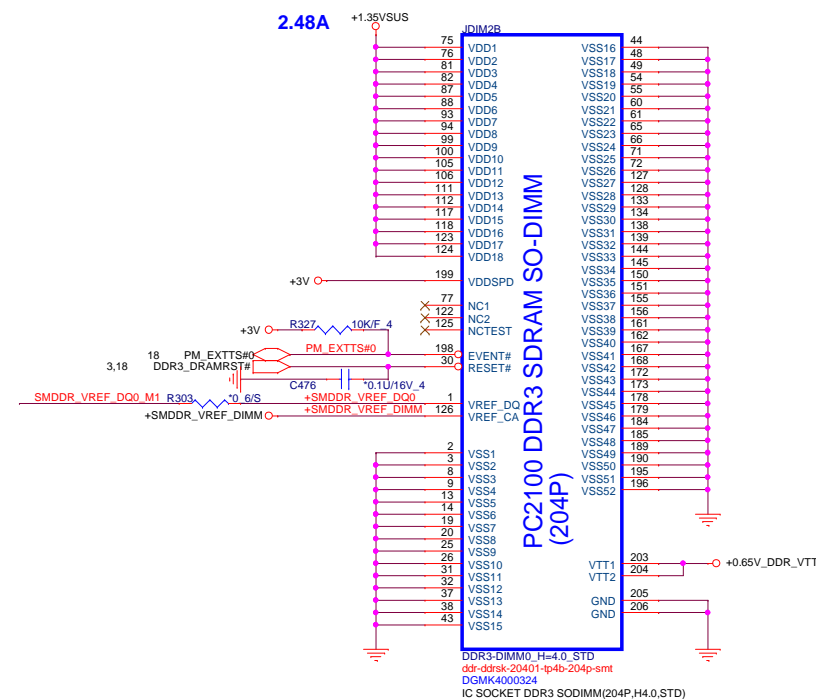 2.48A
+1.35VSUS
JDIM2B
75 VDD1
76 VDD2
81 VDD3
82 VDD4
87 VDD5
88 VDD6
93 VDD7
94 VDD8
99 VDD9
100 VDD10
105 VDD11
106 VDD12
111 VDD13
112 VDD14
117 VDD15
118 VDD16
123 VDD17
124 VDD18
+3V 199 VDDSPD
77 NC1
122 NC2
125 NCTEST
+3V R327 10K/F_4
18 PM_EXTTS#0 PM_EXTTS#0 198 EVENT#
3,18 DDR3_DRAMRST# 30 RESET#
C476 *0.1U/16V_4
SMDDR_VREF_DQ0_M1 R303 *0_6/S +SMDDR_VREF_DQ0 1 VREF_DQ
+SMDDR_VREF_DIMM +SMDDR_VREF_DIMM 126 VREF_CA
2 VSS1
3 VSS2
8 VSS3
9 VSS4
13 VSS5
14 VSS6
19 VSS7
20 VSS8
25 VSS9
26 VSS10
31 VSS11
32 VSS12
37 VSS13
38 VSS14
43 VSS15
PC2100 DDR3 SDRAM SO-DIMM
(204P)
VSS16 44
VSS17 48
VSS18 49
VSS19 54
VSS20 55
VSS21 60
VSS22 61
VSS23 65
VSS24 66
VSS25 71
VSS26 72
VSS27 127
VSS28 128
VSS29 133
VSS30 134
VSS31 138
VSS32 139
VSS33 144
VSS34 145
VSS35 150
VSS36 151
VSS37 155
VSS38 156
VSS39 161
VSS40 162
VSS41 167
VSS42 168
VSS43 172
VSS44 173
VSS45 178
VSS46 179
VSS47 184
VSS48 185
VSS49 189
VSS50 190
VSS51 195
VSS52 196
VTT1 203
VTT2 204
+0.65V_DDR_VTT
GND 205
GND 206
DDR3-DIMM0_H=4.0_STD
ddr-ddrsk-20401-tp4b-204p-smt
DGMK4000324
IC SOCKET DDR3 SODIMM(204P,H4.0,STD)